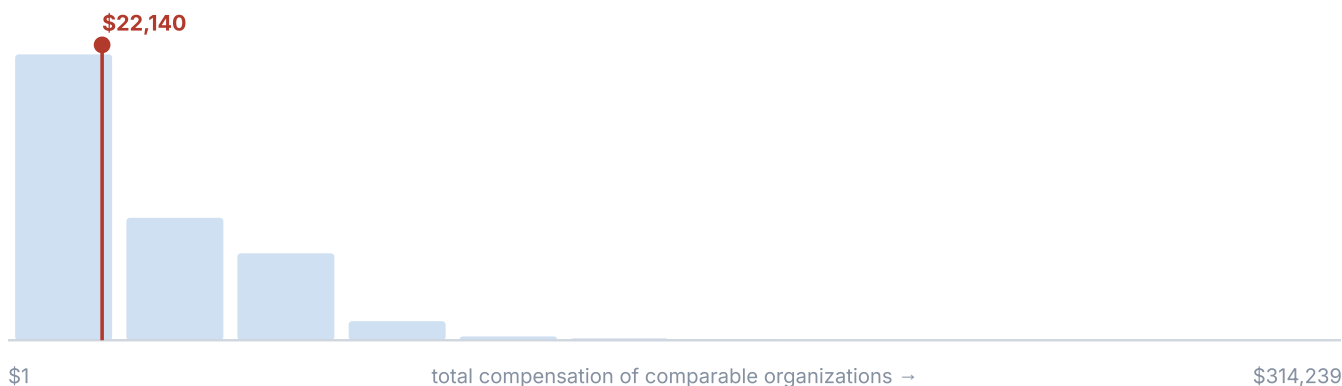 $22,140
$1
total compensation of comparable organizations →
$314,239